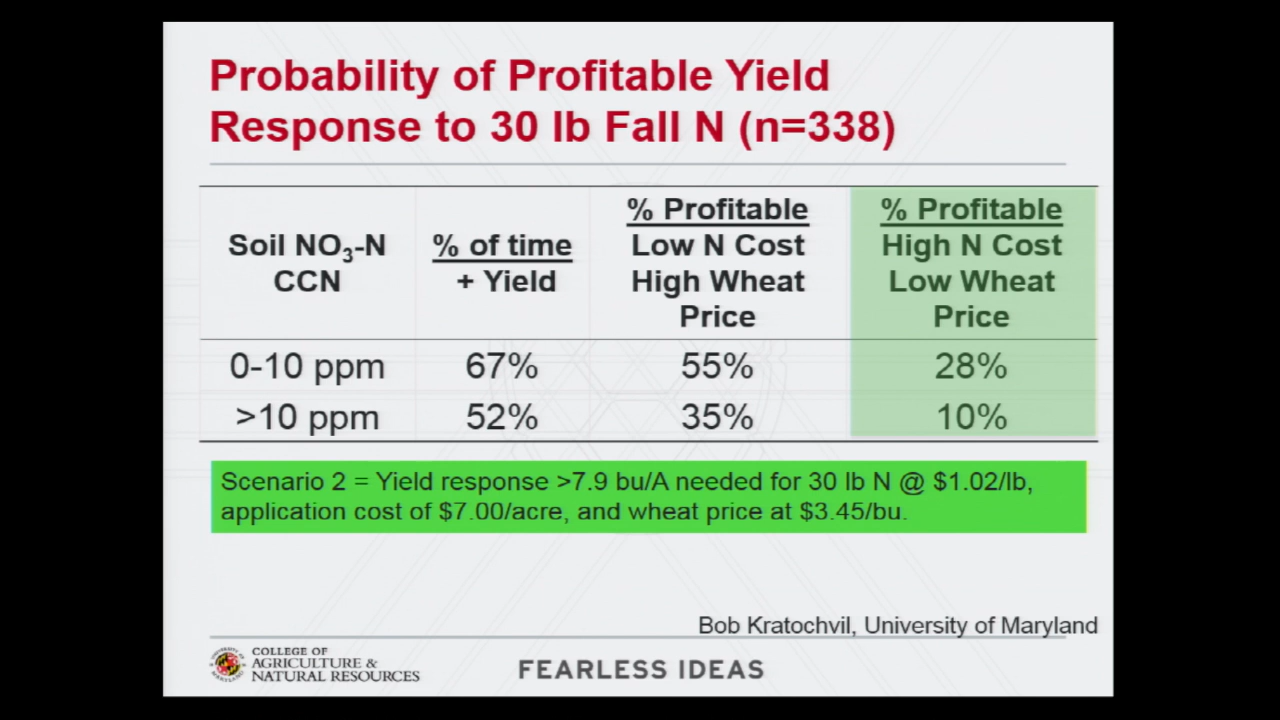 Probability of Profitable Yield
Response to 30 lb Fall N (n=338)
Soil NO₃-N
CCN
% of time
+ Yield
% Profitable
Low N Cost
High Wheat
Price
% Profitable
High N Cost
Low Wheat
Price
0-10 ppm 67% 55% 28%
>10 ppm 52% 35% 10%
Scenario 2 = Yield response >7.9 bu/A needed for 30 lb N @ $1.02/lb,
application cost of $7.00/acre, and wheat price at $3.45/bu.
Bob Kratochvil, University of Maryland
COLLEGE OF
AGRICULTURE &
NATURAL RESOURCES
FEARLESS IDEAS